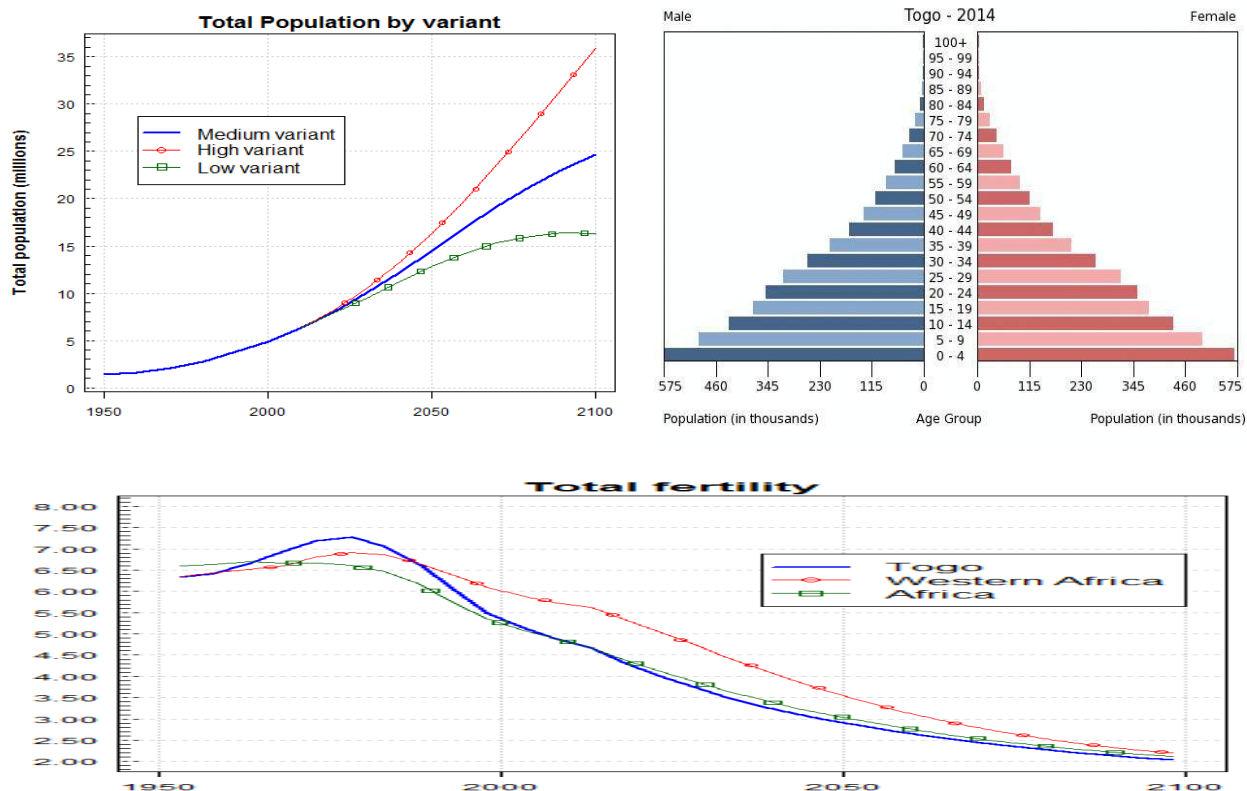 Total Population by variant
35
30
25
20
15
10
5
0
Total population (millions)
Medium variant
High variant
Low variant
1950 2000 2050 2100
Male Togo - 2014 Female
100+
95 - 99
90 - 94
85 - 89
80 - 84
75 - 79
70 - 74
65 - 69
60 - 64
55 - 59
50 - 54
45 - 49
40 - 44
35 - 39
30 - 34
25 - 29
20 - 24
15 - 19
10 - 14
5 - 9
0 - 4
575 460 345 230 115 0 0 115 230 345 460 575
Population (in thousands) Age Group Population (in thousands)
Total fertility
8.00
7.50
7.00
6.50
6.00
5.50
5.00
4.50
4.00
3.50
3.00
2.50
2.00
Togo
Western Africa
Africa
1950 2000 2050 2100